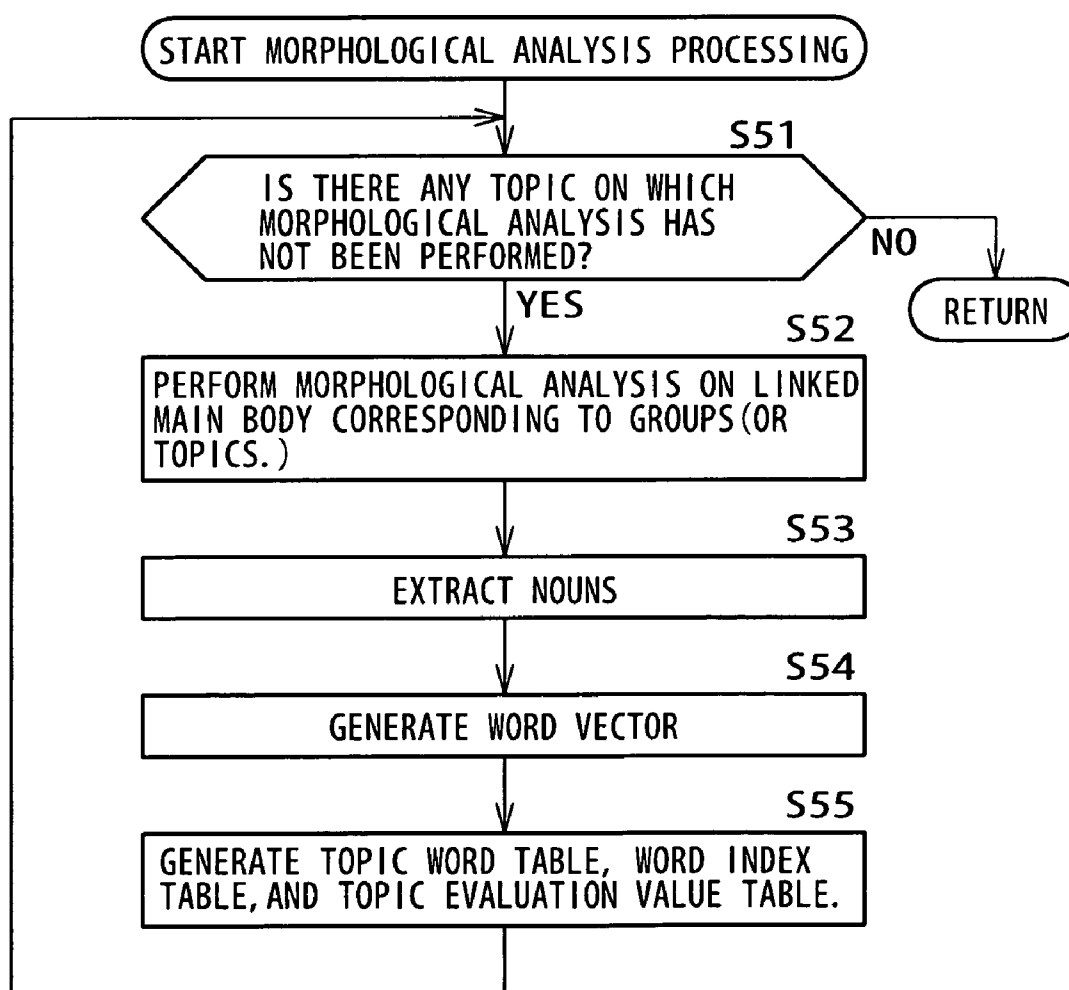 START MORPHOLOGICAL ANALYSIS PROCESSING
S51
IS THERE ANY TOPIC ON WHICH
MORPHOLOGICAL ANALYSIS HAS
NOT BEEN PERFORMED?
NO
RETURN
YES
S52
PERFORM MORPHOLOGICAL ANALYSIS ON LINKED
MAIN BODY CORRESPONDING TO GROUPS(OR
TOPICS.)
S53
EXTRACT NOUNS
S54
GENERATE WORD VECTOR
S55
GENERATE TOPIC WORD TABLE, WORD INDEX
TABLE,AND TOPIC EVALUATION VALUE TABLE.